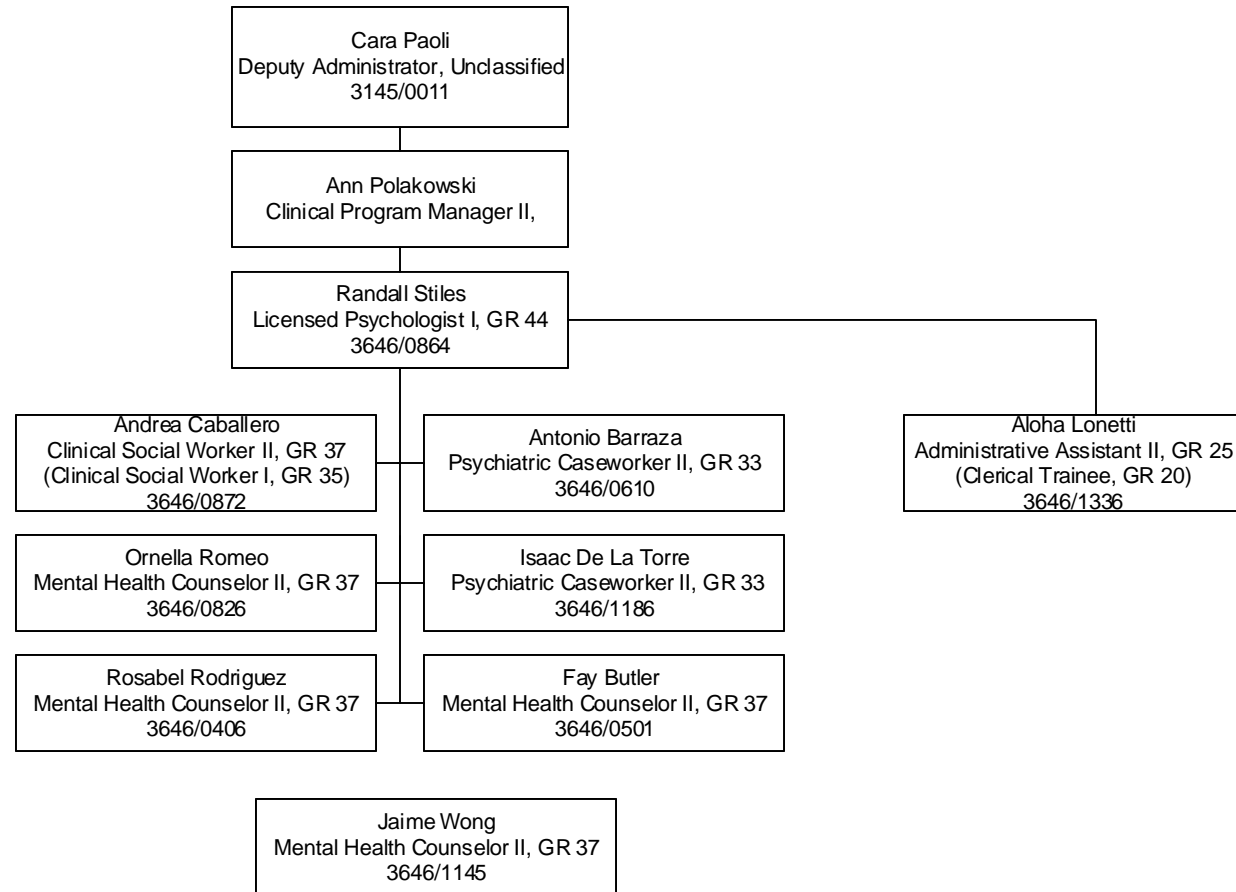 Cara Paoli
Deputy Administrator, Unclassified
3145/0011
Ann Polakowski
Clinical Program Manager II,
Randall Stiles
Licensed Psychologist I, GR 44
3646/0864
Andrea Caballero
Clinical Social Worker II, GR 37
(Clinical Social Worker I, GR 35)
3646/0872
Antonio Barraza
Psychiatric Caseworker II, GR 33
3646/0610
Aloha Lonetti
Administrative Assistant II, GR 25
(Clerical Trainee, GR 20)
3646/1336
Ornella Romeo
Mental Health Counselor II, GR 37
3646/0826
Isaac De La Torre
Psychiatric Caseworker II, GR 33
3646/1186
Rosabel Rodriguez
Mental Health Counselor II, GR 37
3646/0406
Fay Butler
Mental Health Counselor II, GR 37
3646/0501
Jaime Wong
Mental Health Counselor II, GR 37
3646/1145